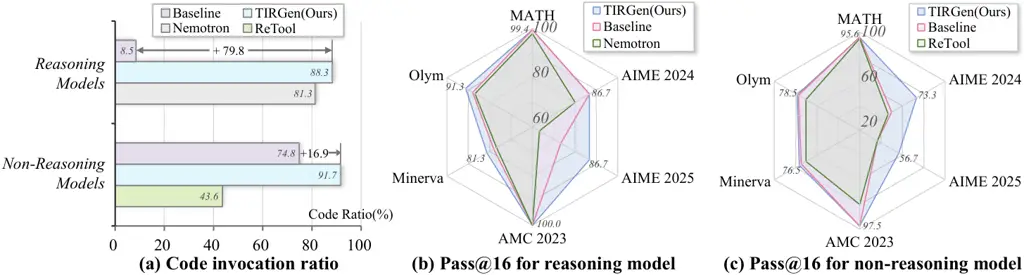 Baseline
TIRGen(Ours)
Nemotron
ReTool
8.5
+ 79.8
88.3
81.3
Reasoning
Models
74.8
+16.9
91.7
43.6
Non-Reasoning
Models
Code Ratio(%)
0 20 40 60 80 100
(a) Code invocation ratio
TIRGen(Ours)
Baseline
Nemotron
MATH
99.4
100
80
60
Olym
91.3
AIME 2024
86.7
Minerva
81.3
AIME 2025
86.7
100.0
AMC 2023
(b) Pass@16 for reasoning model
TIRGen(Ours)
Baseline
ReTool
MATH
95.6
100
60
20
Olym
78.5
AIME 2024
73.3
Minerva
76.5
AIME 2025
56.7
97.5
AMC 2023
(c) Pass@16 for non-reasoning model